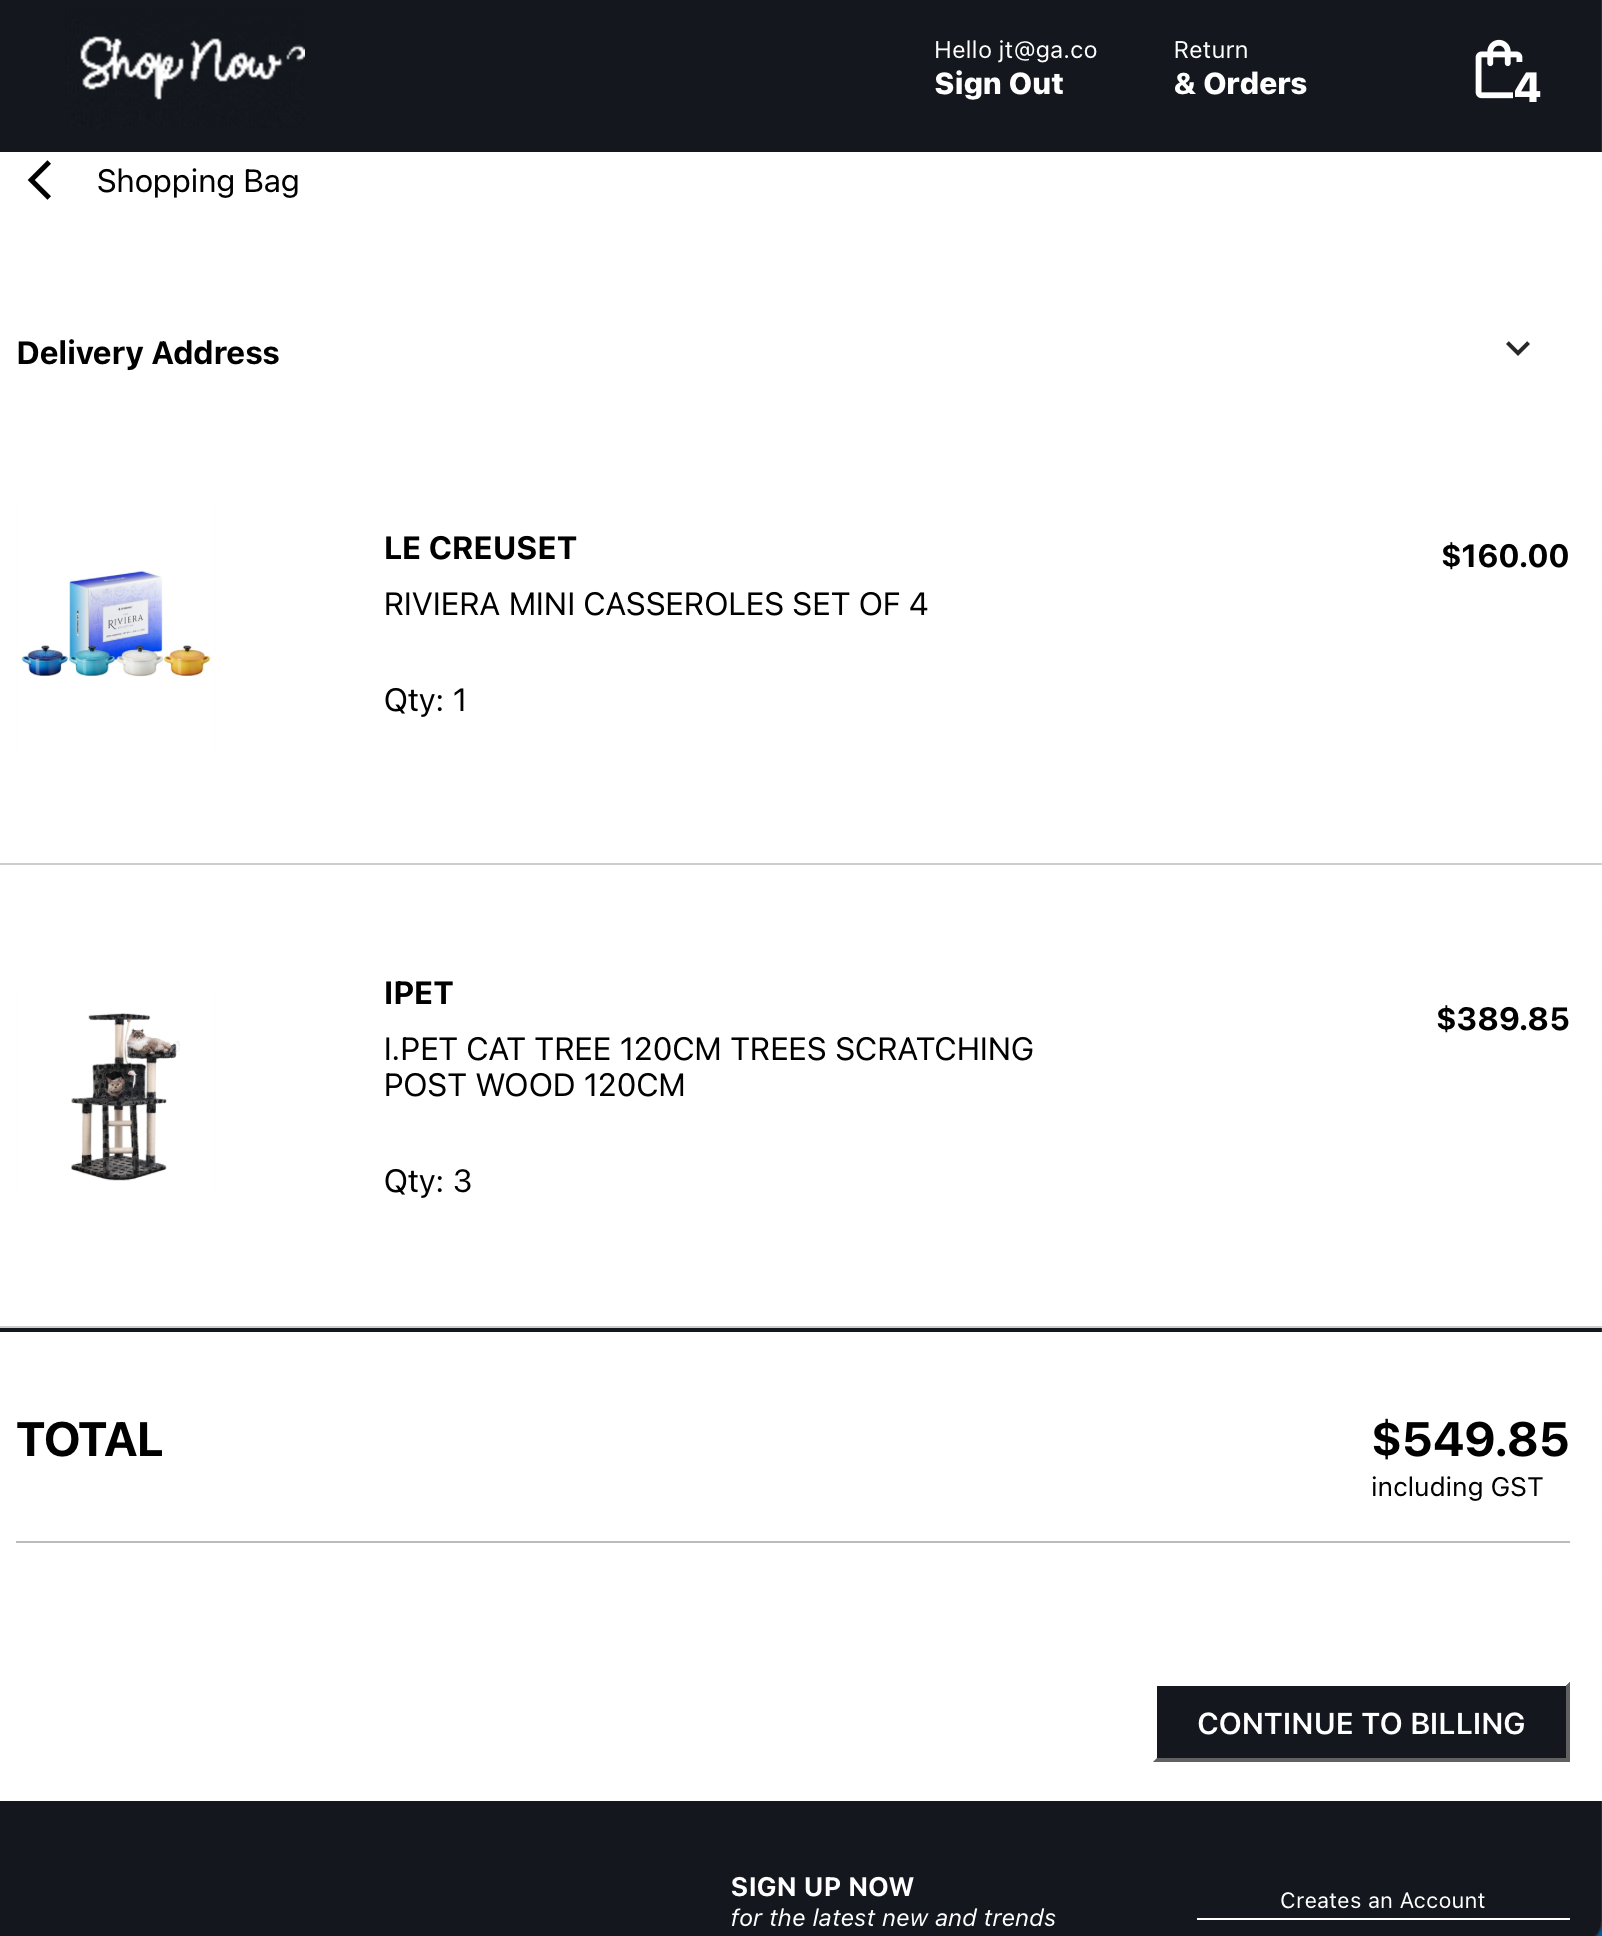 Shop Now
Hello jt@ga.co
Sign Out
Return
& Orders
4
Shopping Bag
Delivery Address
LE CREUSET
$160.00
RIVIERA MINI CASSEROLES SET OF 4
RIVIERA
Qty: 1
IPET
$389.85
I.PET CAT TREE 120CM TREES SCRATCHING
POST WOOD 120CM
Qty: 3
TOTAL
$549.85
including GST
CONTINUE TO BILLING
SIGN UP NOW
for the latest new and trends
Creates an Account